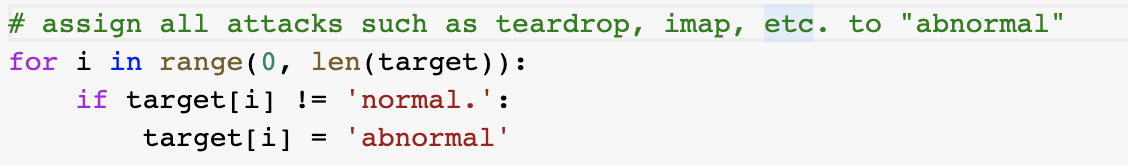 # assign all attacks such as teardrop, imap, etc. to "abnormal"
for i in range(0, len(target)):
    if target[i] != 'normal.':
        target[i] = 'abnormal'